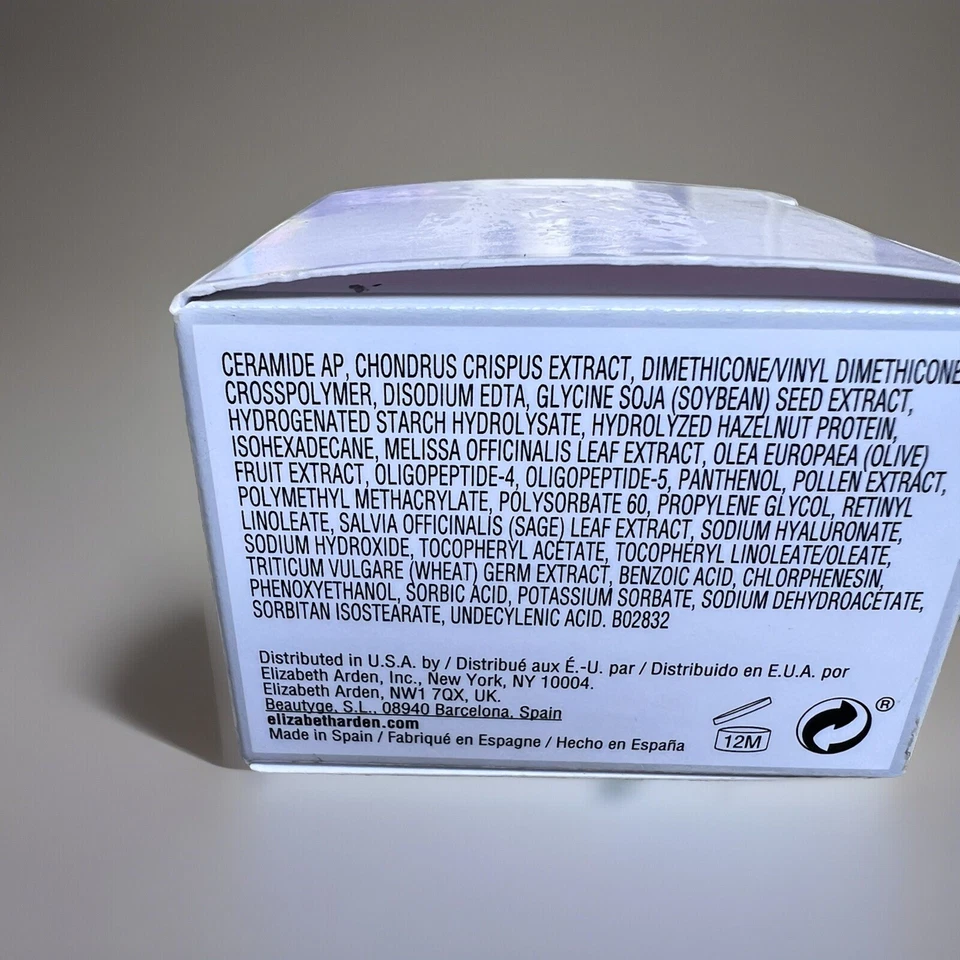 CERAMIDE AP, CHONDRUS CRISPUS EXTRACT, DIMETHICONE/VINYL DIMETHICONE
CROSSPOLYMER, DISODIUM EDTA, GLYCINE SOJA (SOYBEAN) SEED EXTRACT,
HYDROGENATED STARCH HYDROLYSATE, HYDROLYZED HAZELNUT PROTEIN,
ISOHEXADECANE, MELISSA OFFICINALIS LEAF EXTRACT, OLEA EUROPAEA (OLIVE)
FRUIT EXTRACT, OLIGOPEPTIDE-4, OLIGOPEPTIDE-5, PANTHENOL, POLLEN EXTRACT,
POLYMETHYL METHACRYLATE, POLYSORBATE 60, PROPYLENE GLYCOL, RETINYL
LINOLEATE, SALVIA OFFICINALIS (SAGE) LEAF EXTRACT, SODIUM HYALURONATE,
SODIUM HYDROXIDE, TOCOPHERYL ACETATE, TOCOPHERYL LINOLEATE/OLEATE,
TRITICUM VULGARE (WHEAT) GERM EXTRACT, BENZOIC ACID, CHLORPHENESIN,
PHENOXYETHANOL, SORBIC ACID, POTASSIUM SORBATE, SODIUM DEHYDROACETATE,
SORBITAN ISOSTEARATE, UNDECYLENIC ACID. B02832
Distributed in U.S.A. by / Distribué aux É.-U. par / Distribuido en E.U.A. por
Elizabeth Arden, Inc., New York, NY 10004.
Elizabeth Arden, NW1 7QX, UK.
Beautyge, S.L., 08940 Barcelona, Spain
elizabetharden.com
Made in Spain / Fabriqué en Espagne / Hecho en España
12M
®